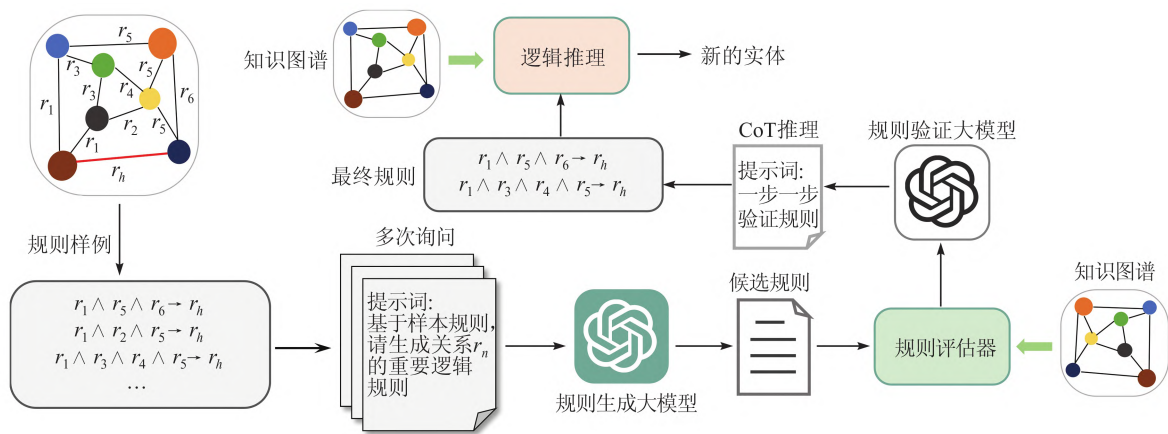 r₅
r₃
r₅
r₃
r₄
r₆
r₁
r₂
r₅
r₁
r_h
知识图谱
逻辑推理
新的实体
最终规则
r₁ ∧ r₅ ∧ r₆→ r_h
r₁ ∧ r₃ ∧ r₄ ∧ r₅→ r_h
CoT推理
提示词:
一步一步
验证规则
规则验证大模型
规则样例
r₁ ∧ r₅ ∧ r₆→ r_h
r₁ ∧ r₂ ∧ r₅→ r_h
r₁ ∧ r₃ ∧ r₄ ∧ r₅→ r_h
…
多次询问
提示词:
基于样本规则,
请生成关系rₙ
的重要逻辑
规则
规则生成大模型
候选规则
规则评估器
知识图谱